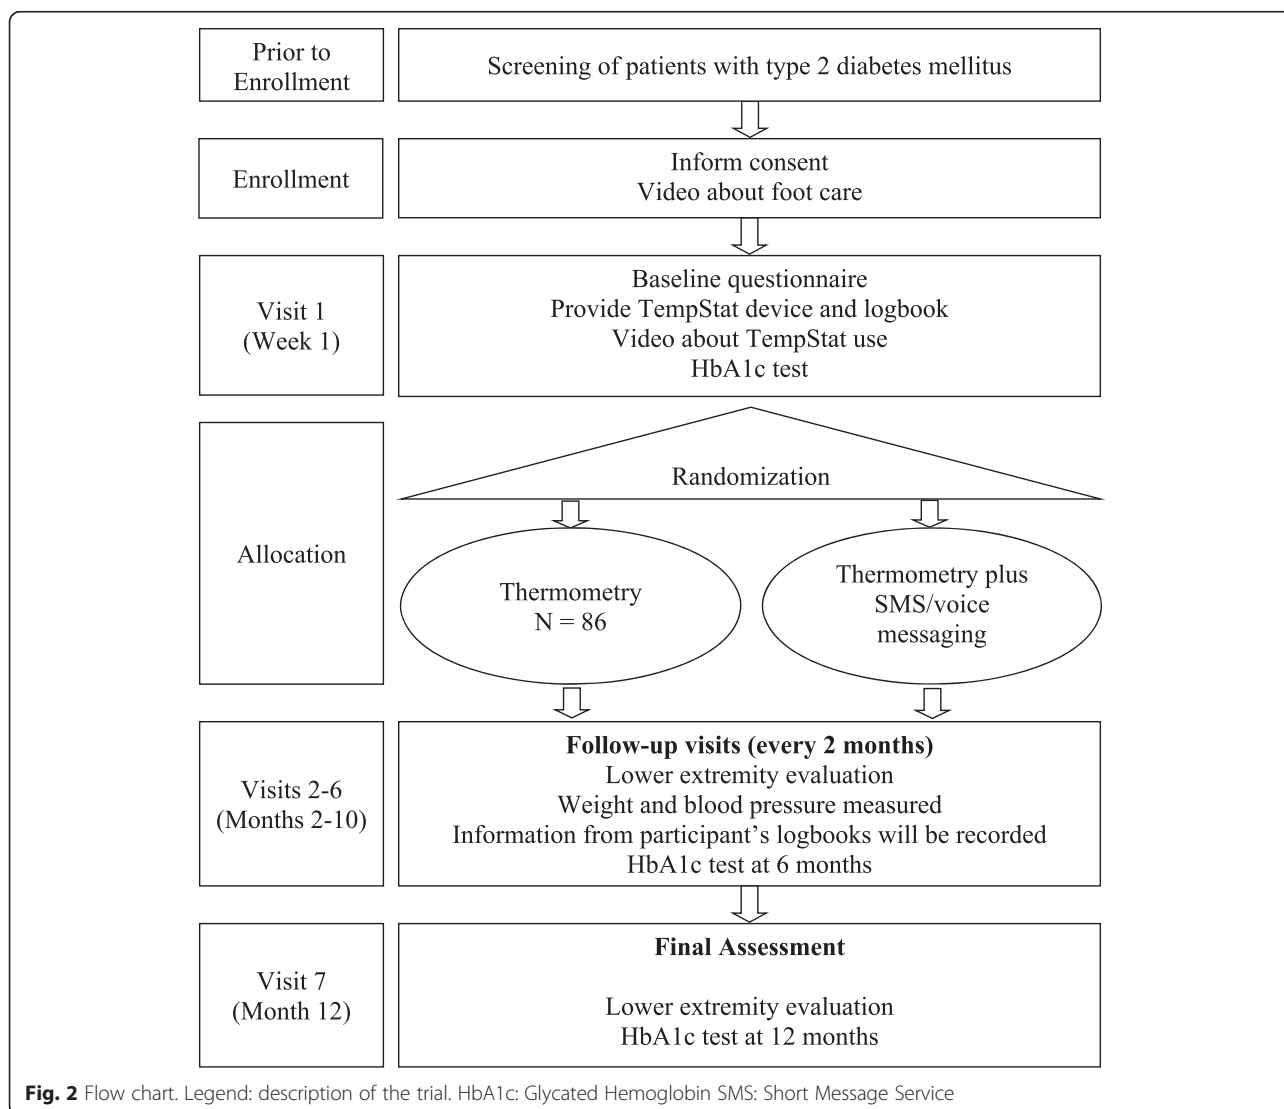 Prior to
Enrollment
Screening of patients with type 2 diabetes mellitus
Enrollment
Inform consent
Video about foot care
Visit 1
(Week 1)
Baseline questionnaire
Provide TempStat device and logbook
Video about TempStat use
HbA1c test
Allocation
Randomization
Thermometry
N = 86
Thermometry plus
SMS/voice
messaging
Visits 2-6
(Months 2-10)
Follow-up visits (every 2 months)
Lower extremity evaluation
Weight and blood pressure measured
Information from participant's logbooks will be recorded
HbA1c test at 6 months
Visit 7
(Month 12)
Final Assessment
Lower extremity evaluation
HbA1c test at 12 months
Fig. 2 Flow chart. Legend: description of the trial. HbA1c: Glycated Hemoglobin SMS: Short Message Service